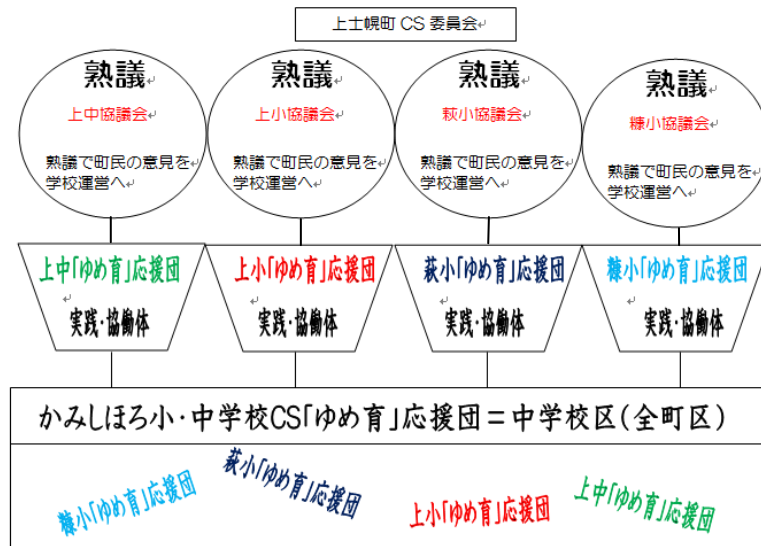 上士幌町 CS 委員会
熟議
上中協議会
熟議で町民の意見を
学校運営へ
熟議
上小協議会
熟議で町民の意見を
学校運営へ
熟議
萩小協議会
熟議で町民の意見を
学校運営へ
熟議
糠小協議会
熟議で町民の意見を
学校運営へ
上中「ゆめ育」応援団
実践・協働体
上小「ゆめ育」応援団
実践・協働体
萩小「ゆめ育」応援団
実践・協働体
糠小「ゆめ育」応援団
実践・協働体
かみしほろ小・中学校CS「ゆめ育」応援団=中学校区(全町区)
糠小「ゆめ育」応援団
萩小「ゆめ育」応援団
上小「ゆめ育」応援団
上中「ゆめ育」応援団